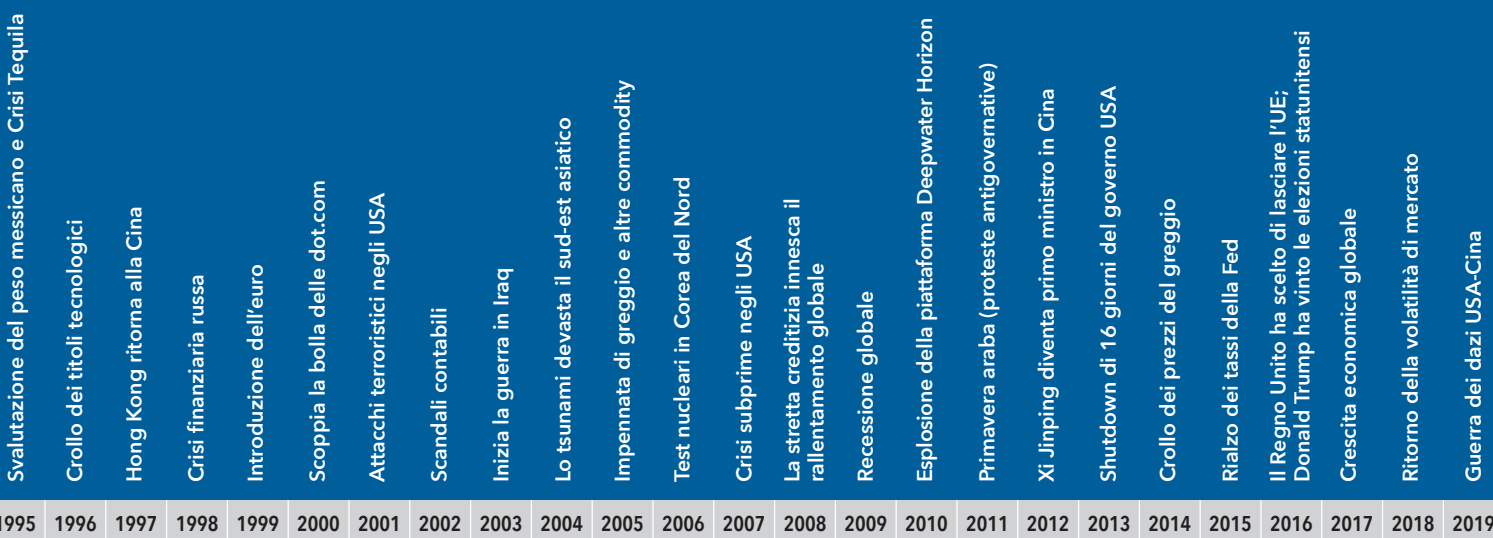 Svalutazione del peso messicano e Crisi Tequila
Crollo dei titoli tecnologici
Hong Kong ritorna alla Cina
Crisi finanziaria russa
Introduzione dell'euro
Scoppia la bolla delle dot.com
Attacchi terroristici negli USA
Scandali contabili
Inizia la guerra in Iraq
Lo tsunami devasta il sud-est asiatico
Impennata di greggio e altre commodity
Test nucleari in Corea del Nord
Crisi subprime negli USA
La stretta creditizia innesca il
rallentamento globale
Recessione globale
Esplosione della piattaforma Deepwater Horizon
Primavera araba (proteste antigovernative)
Xi Jinping diventa primo ministro in Cina
Shutdown di 16 giorni del governo USA
Crollo dei prezzi del greggio
Rialzo dei tassi della Fed
Il Regno Unito ha scelto di lasciare l'UE;
Donald Trump ha vinto le elezioni statunitensi
Crescita economica globale
Ritorno della volatilità di mercato
Guerra dei dazi USA-Cina
1995 1996 1997 1998 1999 2000 2001 2002 2003 2004 2005 2006 2007 2008 2009 2010 2011 2012 2013 2014 2015 2016 2017 2018 2019